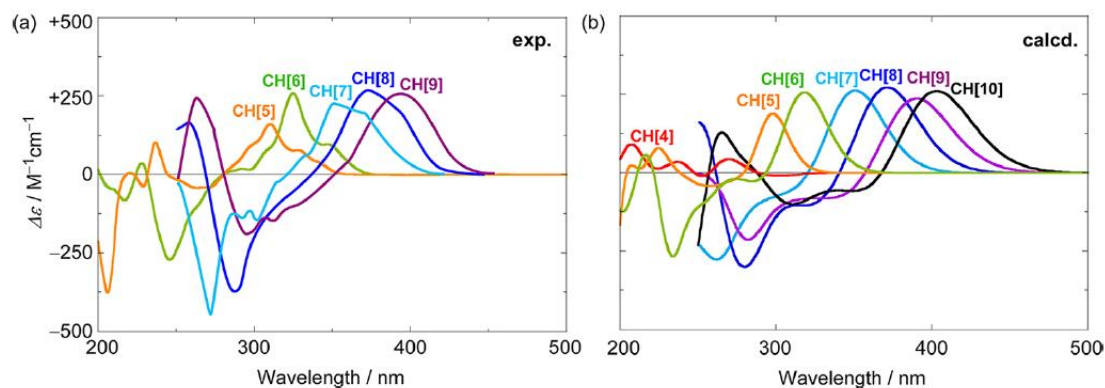 (a)
exp.
+500
+250
0
−250
−500
Δε / M⁻¹cm⁻¹
CH[5]
CH[6]
CH[7]
CH[8]
CH[9]
200
300
400
500
Wavelength / nm
(b)
calcd.
CH[4]
CH[5]
CH[6]
CH[7]
CH[8]
CH[9]
CH[10]
200
300
400
500
Wavelength / nm